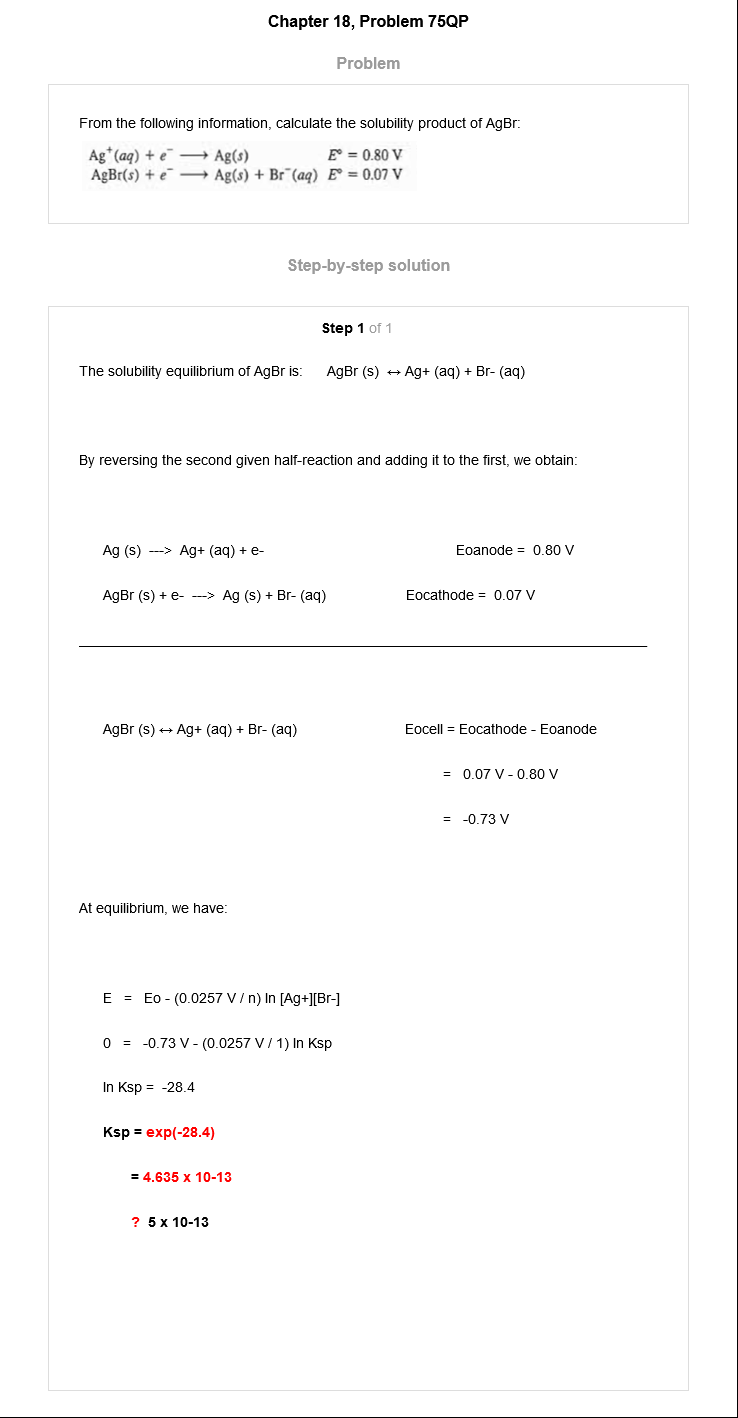 Chapter 18, Problem 75QP
Problem
From the following information, calculate the solubility product of AgBr:
Ag⁺(aq) + e⁻ ⟶ Ag(s) E° = 0.80 V
AgBr(s) + e⁻ ⟶ Ag(s) + Br⁻(aq) E° = 0.07 V
Step-by-step solution
Step 1 of 1
The solubility equilibrium of AgBr is: AgBr (s) ↔ Ag+ (aq) + Br- (aq)
By reversing the second given half-reaction and adding it to the first, we obtain:
Ag (s) ---> Ag+ (aq) + e- Eoanode = 0.80 V
AgBr (s) + e- ---> Ag (s) + Br- (aq) Eocathode = 0.07 V
AgBr (s) ↔ Ag+ (aq) + Br- (aq) Eocell = Eocathode - Eoanode
= 0.07 V - 0.80 V
= -0.73 V
At equilibrium, we have:
E = Eo - (0.0257 V / n) ln [Ag+][Br-]
0 = -0.73 V - (0.0257 V / 1) ln Ksp
ln Ksp = -28.4
Ksp = exp(-28.4)
= 4.635 x 10-13
? 5 x 10-13